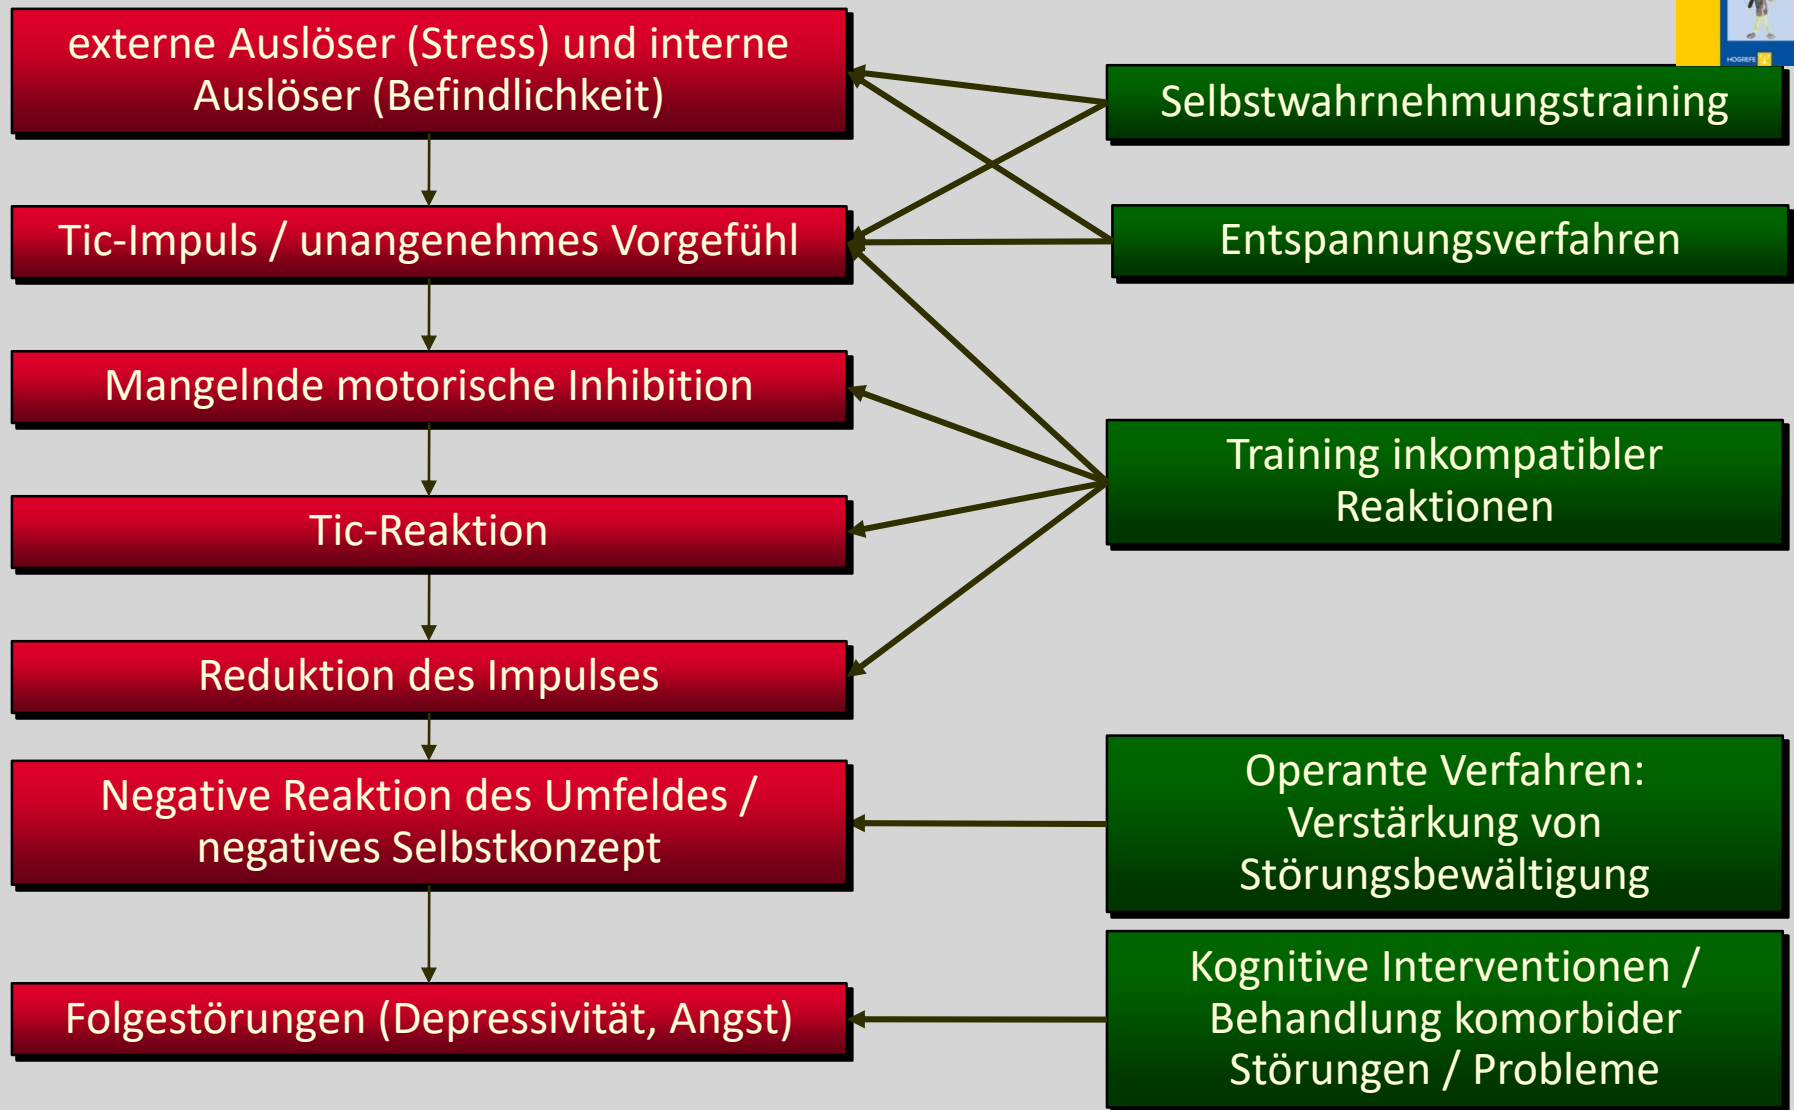 externe Auslöser (Stress) und interne
Auslöser (Befindlichkeit)
Tic-Impuls / unangenehmes Vorgefühl
Mangelnde motorische Inhibition
Tic-Reaktion
Reduktion des Impulses
Negative Reaktion des Umfeldes /
negatives Selbstkonzept
Folgestörungen (Depressivität, Angst)
HOGREFE
Selbstwahrnehmungstraining
Entspannungsverfahren
Training inkompatibler
Reaktionen
Operante Verfahren:
Verstärkung von
Störungsbewältigung
Kognitive Interventionen /
Behandlung komorbider
Störungen / Probleme